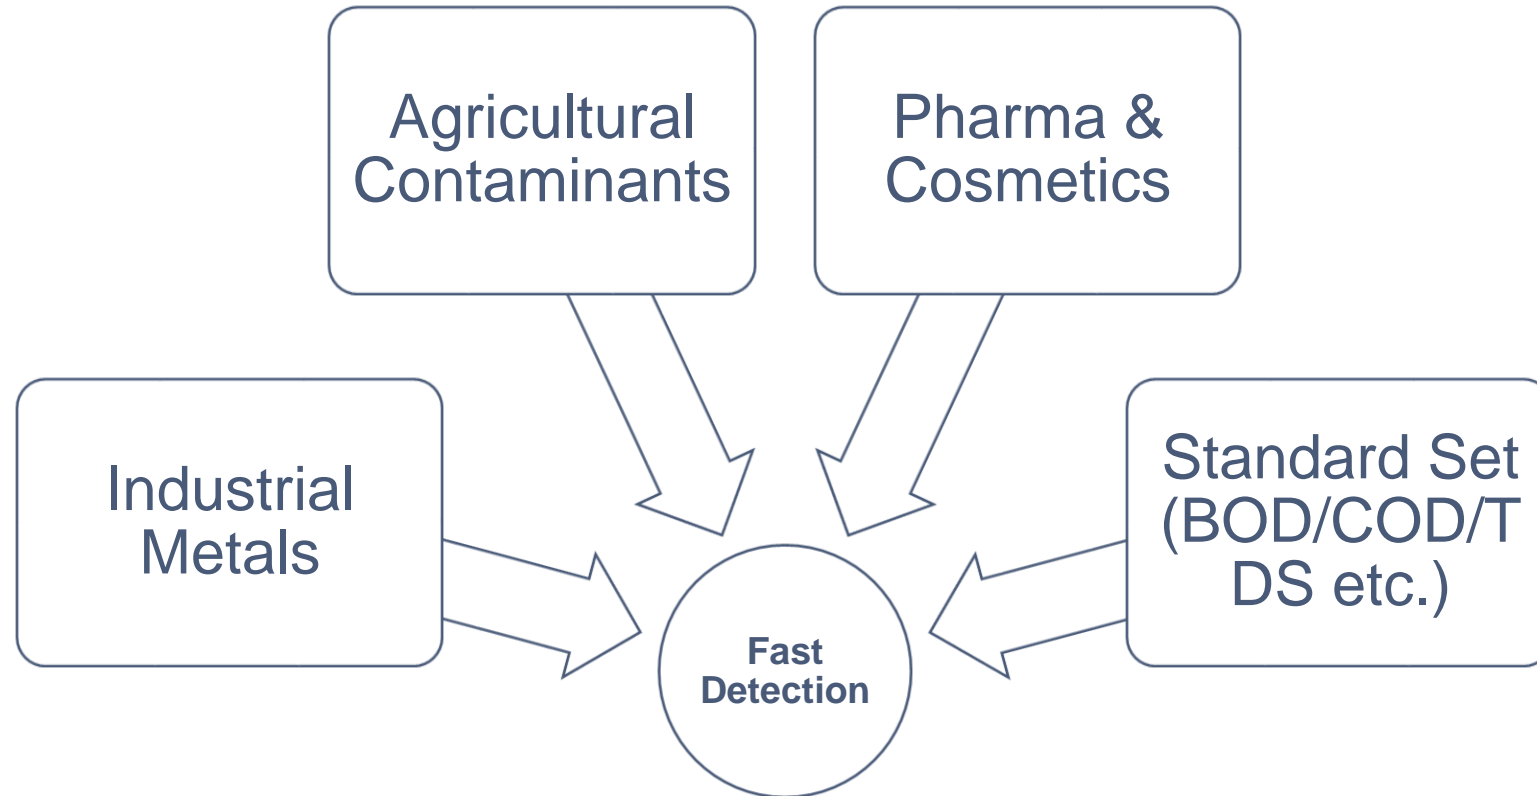 Agricultural
Contaminants
Pharma &
Cosmetics
Industrial
Metals
Standard Set
(BOD/COD/T
DS etc.)
Fast
Detection